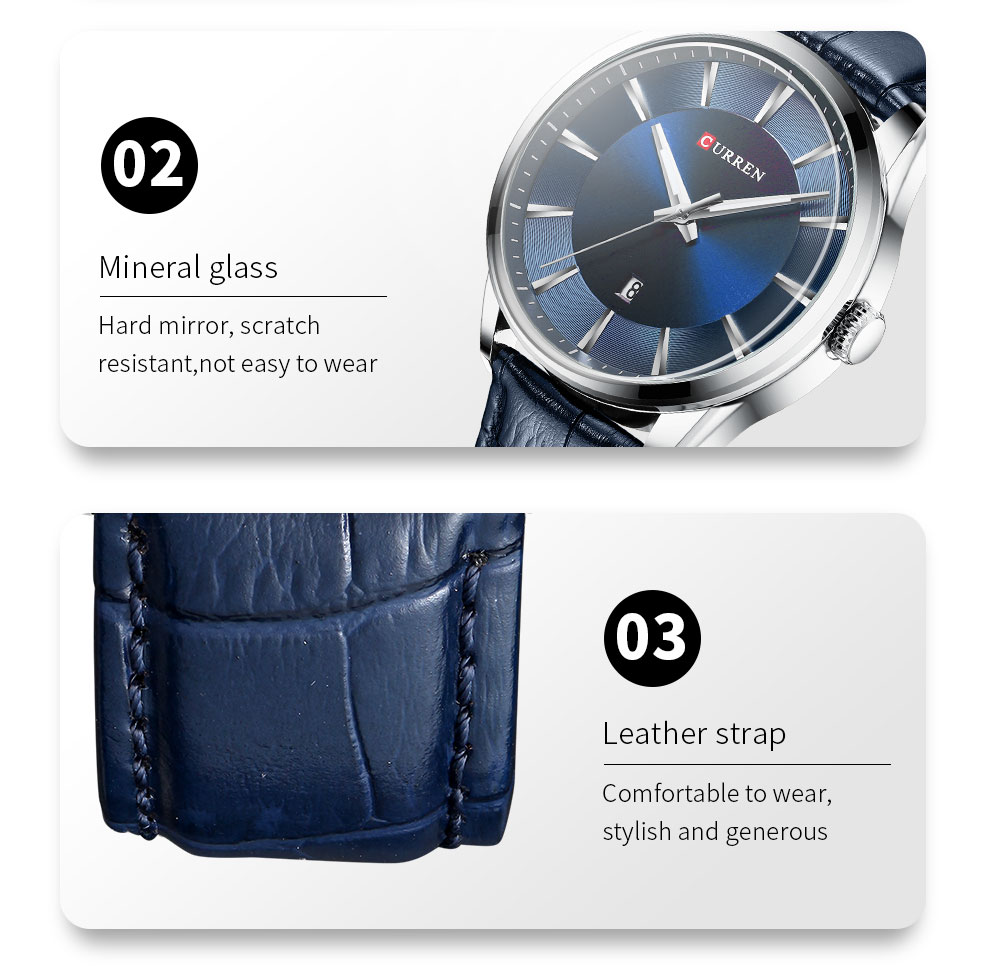 02
CURREN
Mineral glass
8
Hard mirror, scratch
resistant,not easy to wear
03
Leather strap
Comfortable to wear,
stylish and generous